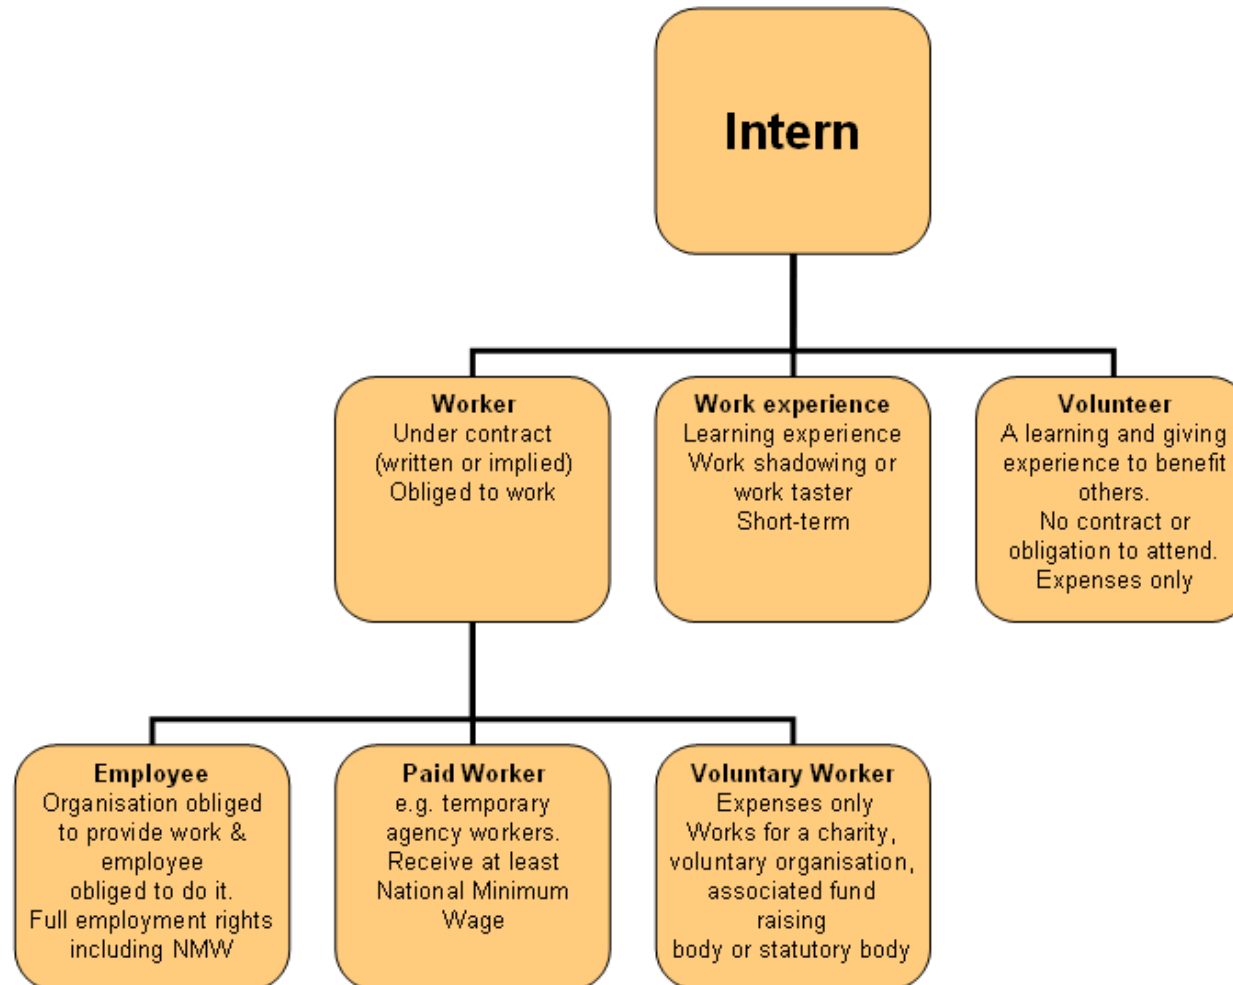 Intern
Worker
Under contract
(written or implied)
Obliged to work
Work experience
Learning experience
Work shadowing or
work taster
Short-term
Volunteer
A learning and giving
experience to benefit
others.
No contract or
obligation to attend.
Expenses only
Employee
Organisation obliged
to provide work &
employee
obliged to do it.
Full employment rights
including NMW
Paid Worker
e.g. temporary
agency workers.
Receive at least
National Minimum
Wage
Voluntary Worker
Expenses only
Works for a charity,
voluntary organisation,
associated fund
raising
body or statutory body